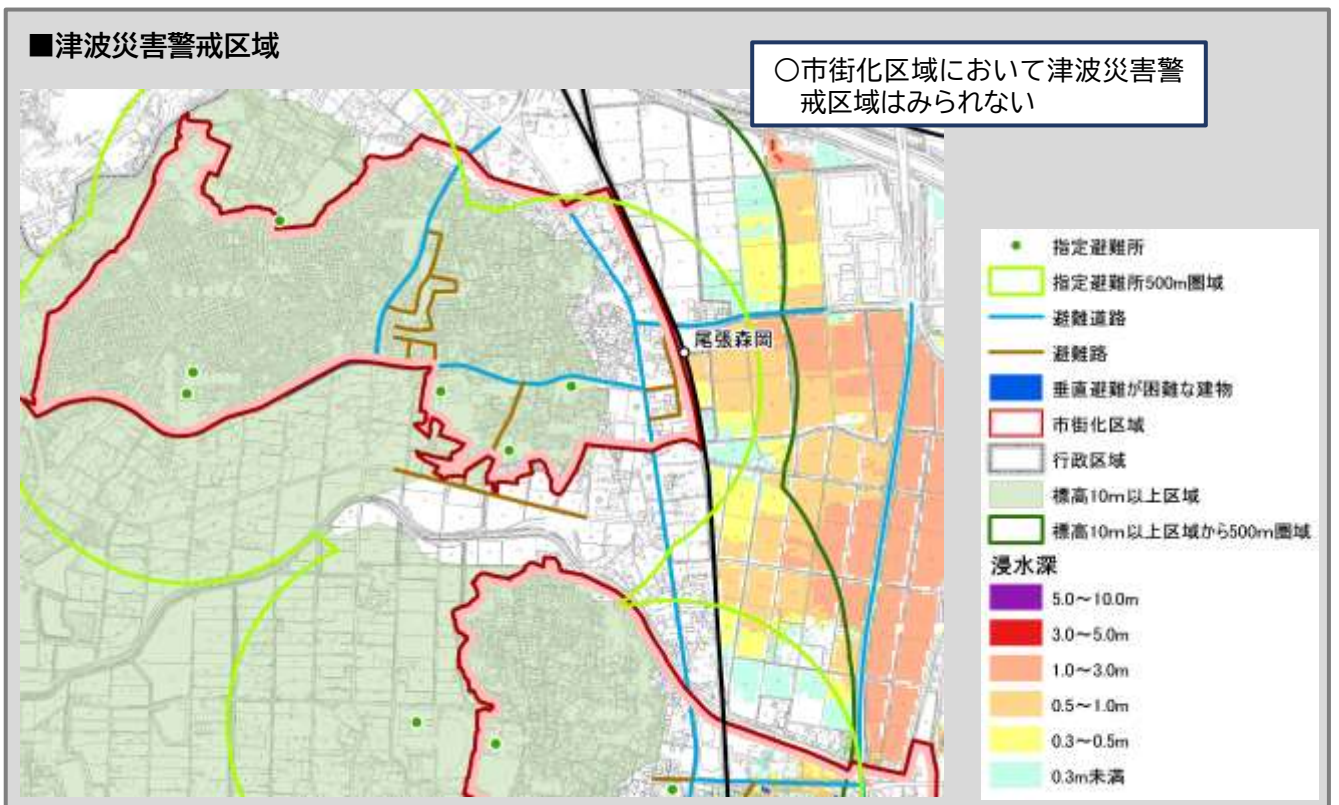 ■津波災害警戒区域
○市街化区域において津波災害警
戒区域はみられない
尾張森岡
指定避難所
指定避難所500m圏域
避難道路
避難路
垂直避難が困難な建物
市街化区域
行政区域
標高10m以上区域
標高10m以上区域から500m圏域
浸水深
5.0～10.0m
3.0～5.0m
1.0～3.0m
0.5～1.0m
0.3～0.5m
0.3m未満